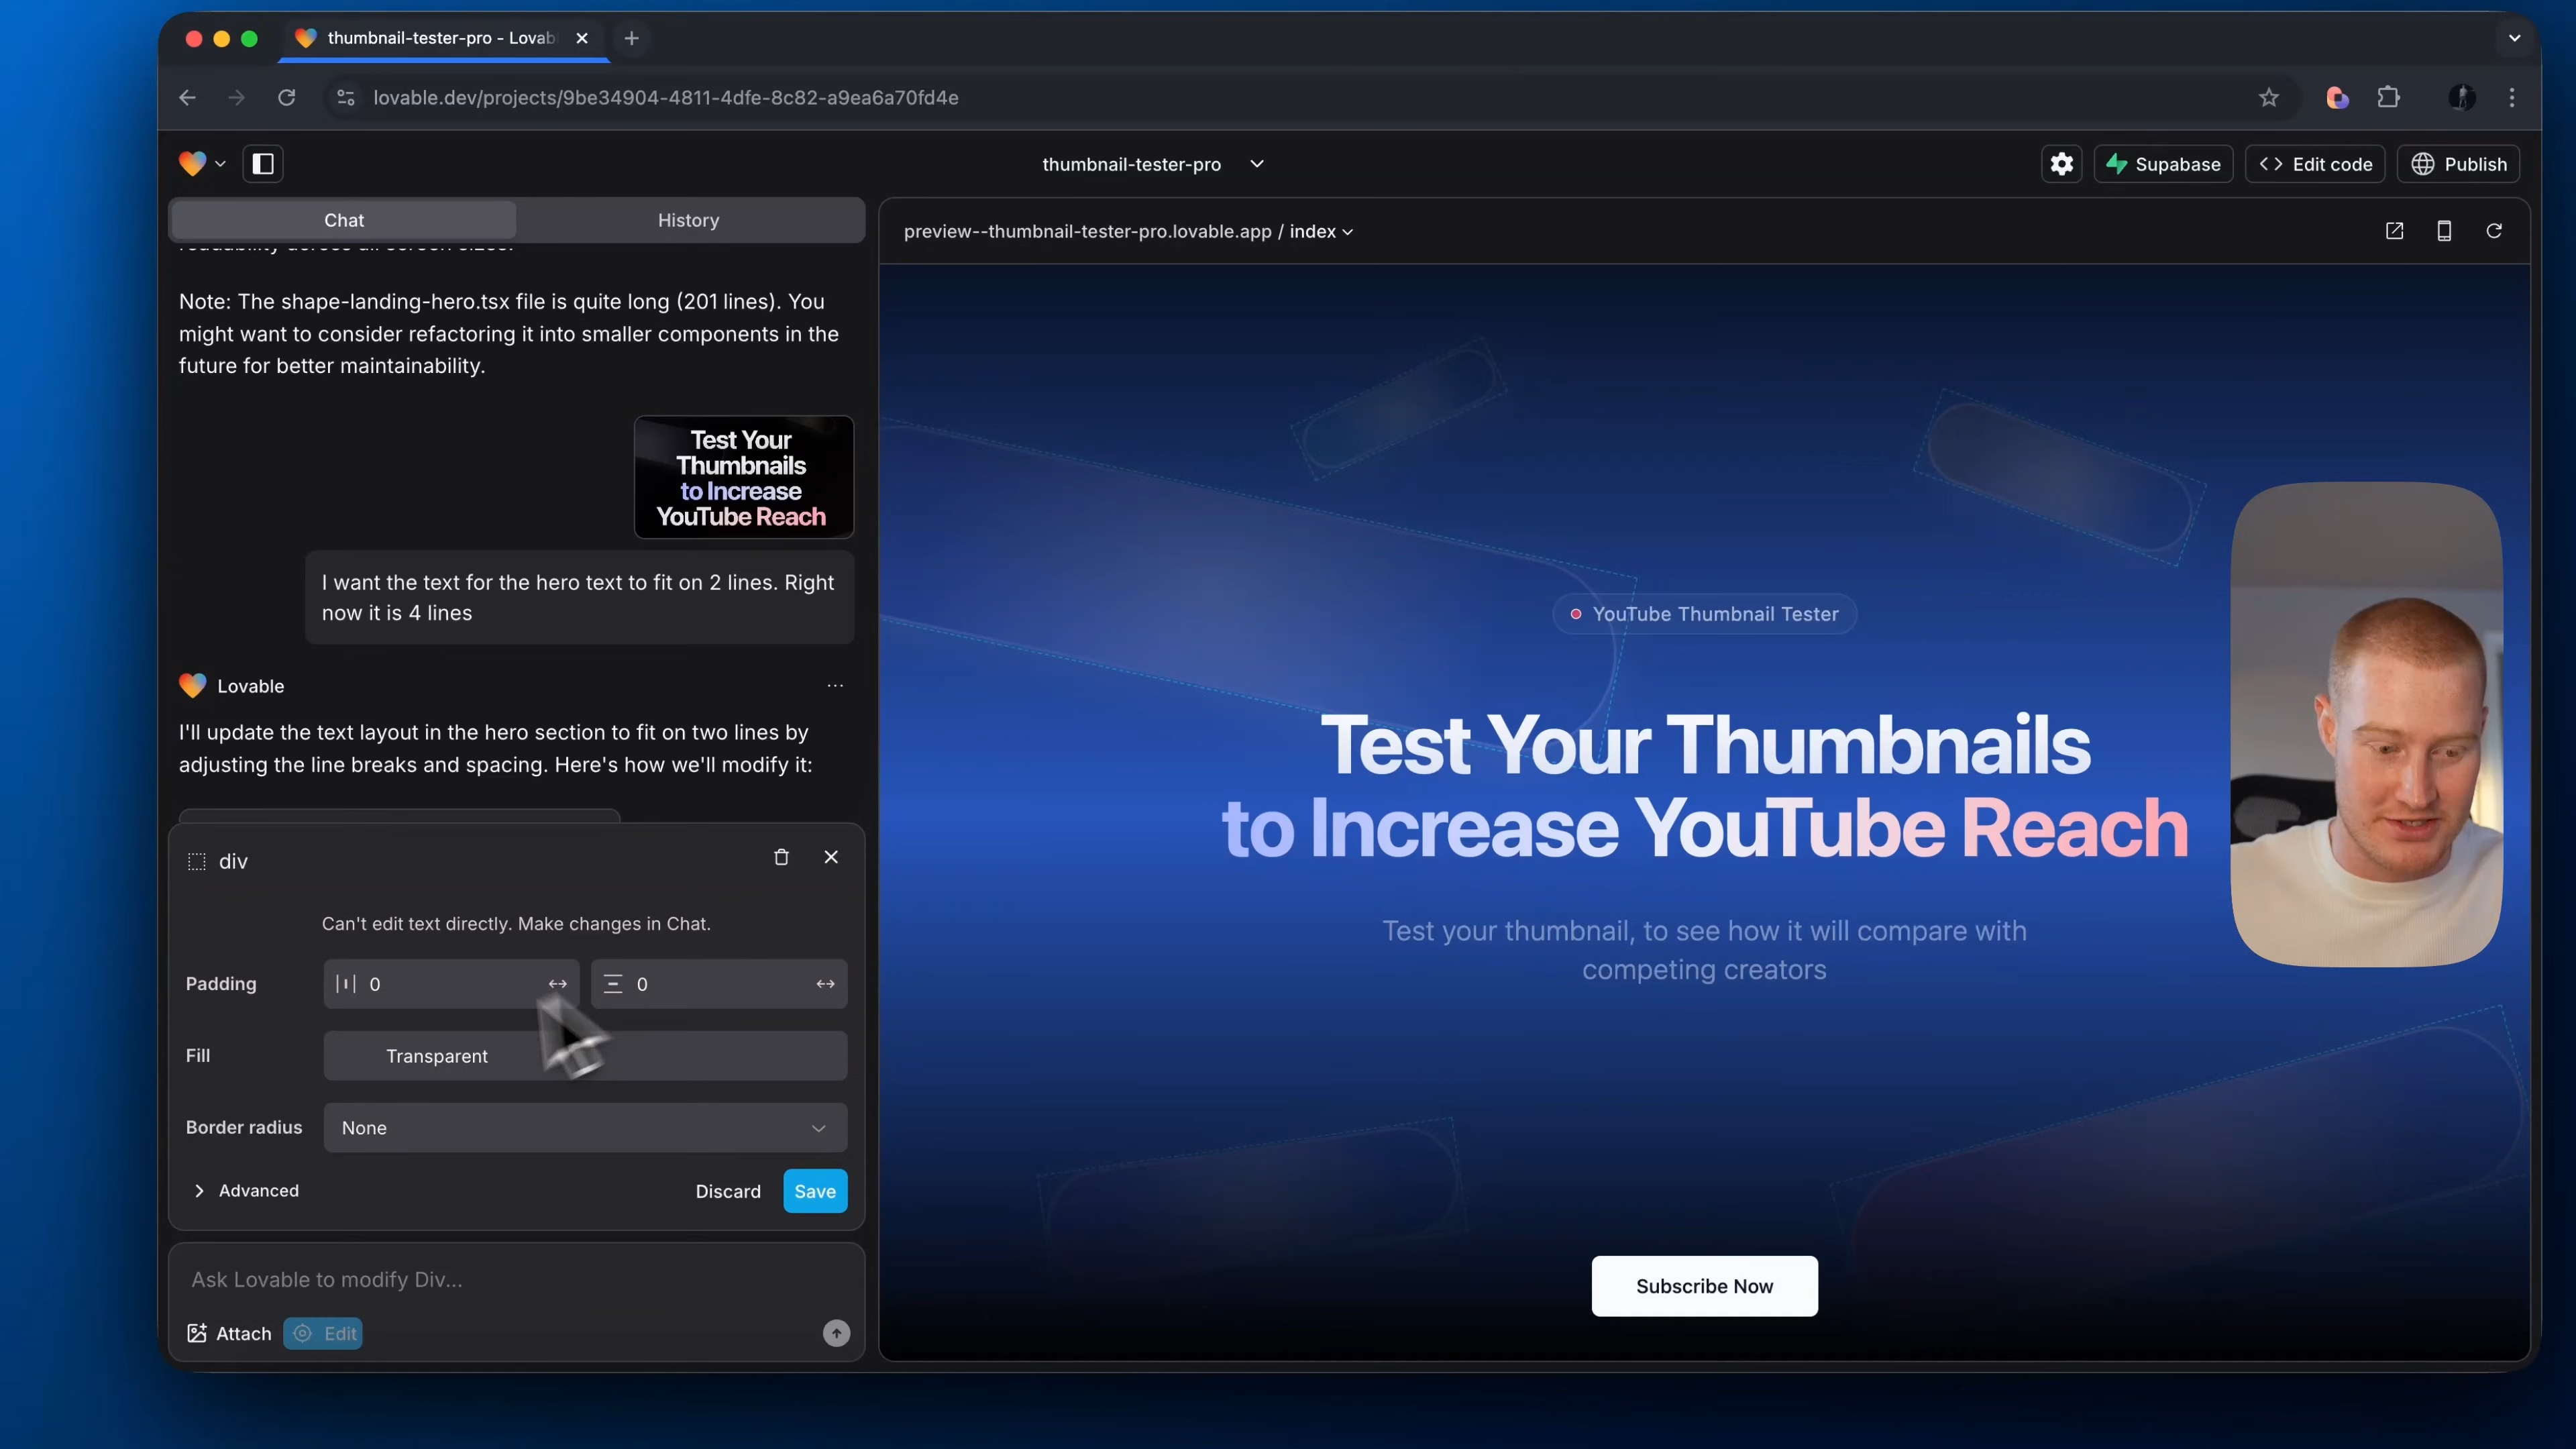 thumbnail-tester-pro - Lovab
lovable.dev/projects/9be34904-4811-4dfe-8c82-a9ea6a70fd4e
thumbnail-tester-pro
Supabase
Edit code
Publish
Chat
History
readability across all screen sizes.
Note: The shape-landing-hero.tsx file is quite long (201 lines). You
might want to consider refactoring it into smaller components in the
future for better maintainability.
Test Your
Thumbnails
to Increase
YouTube Reach
I want the text for the hero text to fit on 2 lines. Right
now it is 4 lines
Lovable
I'll update the text layout in the hero section to fit on two lines by
adjusting the line breaks and spacing. Here's how we'll modify it:
div
Can't edit text directly. Make changes in Chat.
Padding
0
0
Fill
Transparent
Border radius
None
Advanced
Discard
Save
Ask Lovable to modify Div...
Attach
Edit
preview--thumbnail-tester-pro.lovable.app / index
YouTube Thumbnail Tester
Test Your Thumbnails
to Increase YouTube Reach
Test your thumbnail, to see how it will compare with
competing creators
Subscribe Now